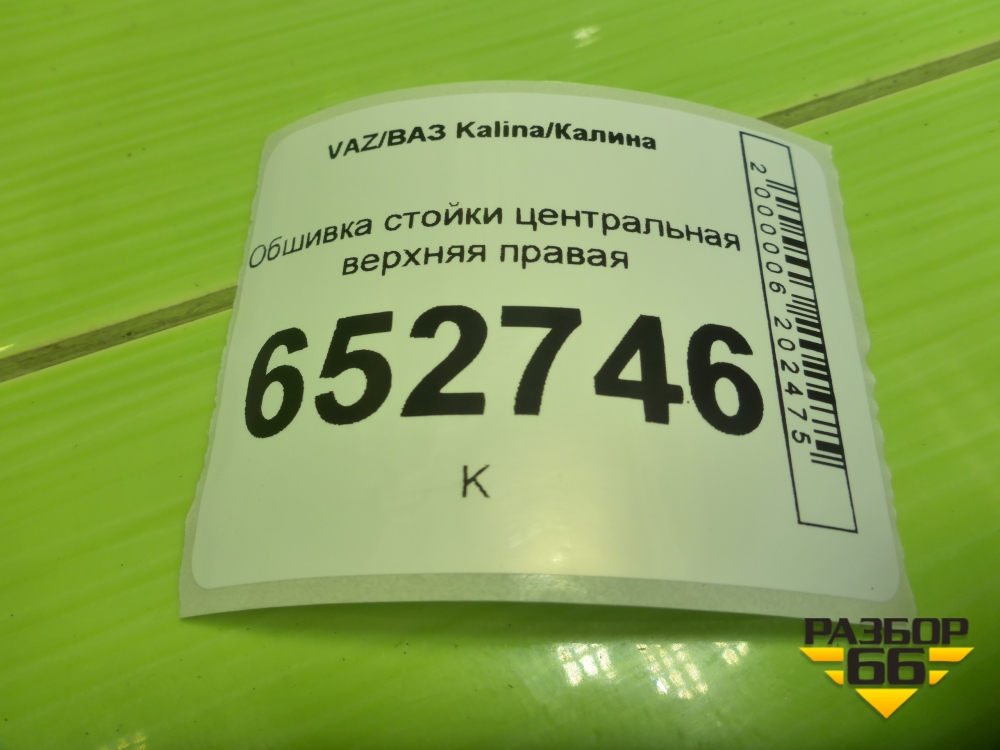 VAZ/ВАЗ Kalina/Калина
Обшивка стойки центральная
верхняя правая
652746
К
2000006202475
РАЗБОР
66